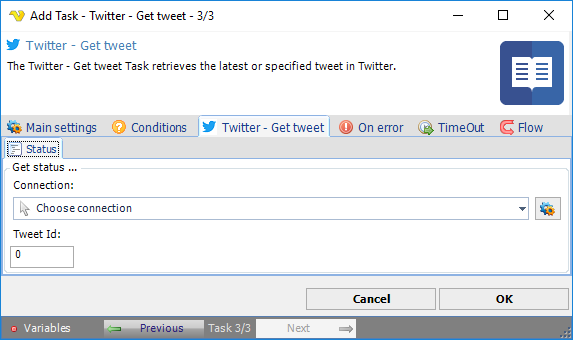 Add Task - Twitter - Get tweet - 3/3
Twitter - Get tweet
The Twitter - Get tweet Task retrieves the latest or specified tweet in Twitter.
Main settings Conditions Twitter - Get tweet On error TimeOut Flow
Status
Get status ...
Connection:
Choose connection
Tweet Id:
0
Cancel OK
Variables Previous Task 3/3 Next